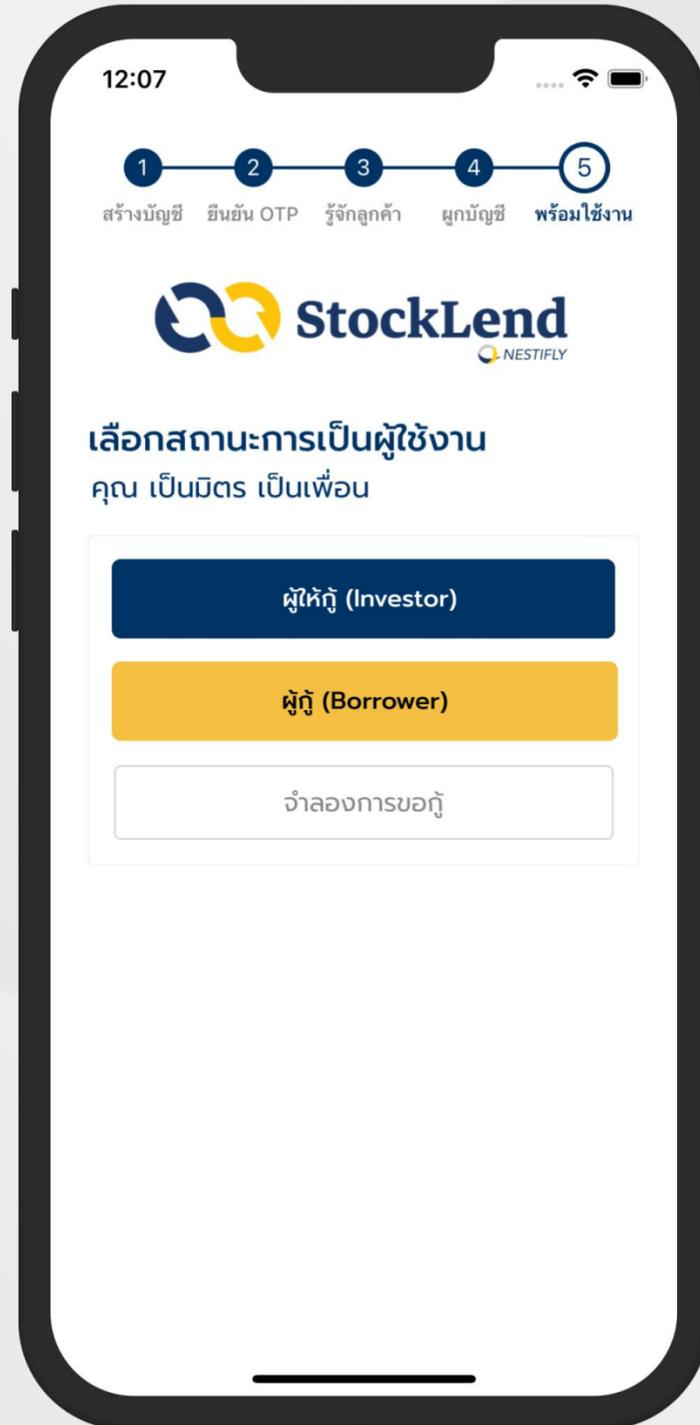 12:07
1 2 3 4 5
สร้างบัญชี ยืนยัน OTP รู้จักลูกค้า ผูกบัญชี พร้อมใช้งาน
StockLend
NESTIFLY
เลือกสถานะการเป็นผู้ใช้งาน
คุณ เป็นมิตร เป็นเพื่อน
ผู้ให้กู้ (Investor)
ผู้กู้ (Borrower)
จำลองการขอกู้